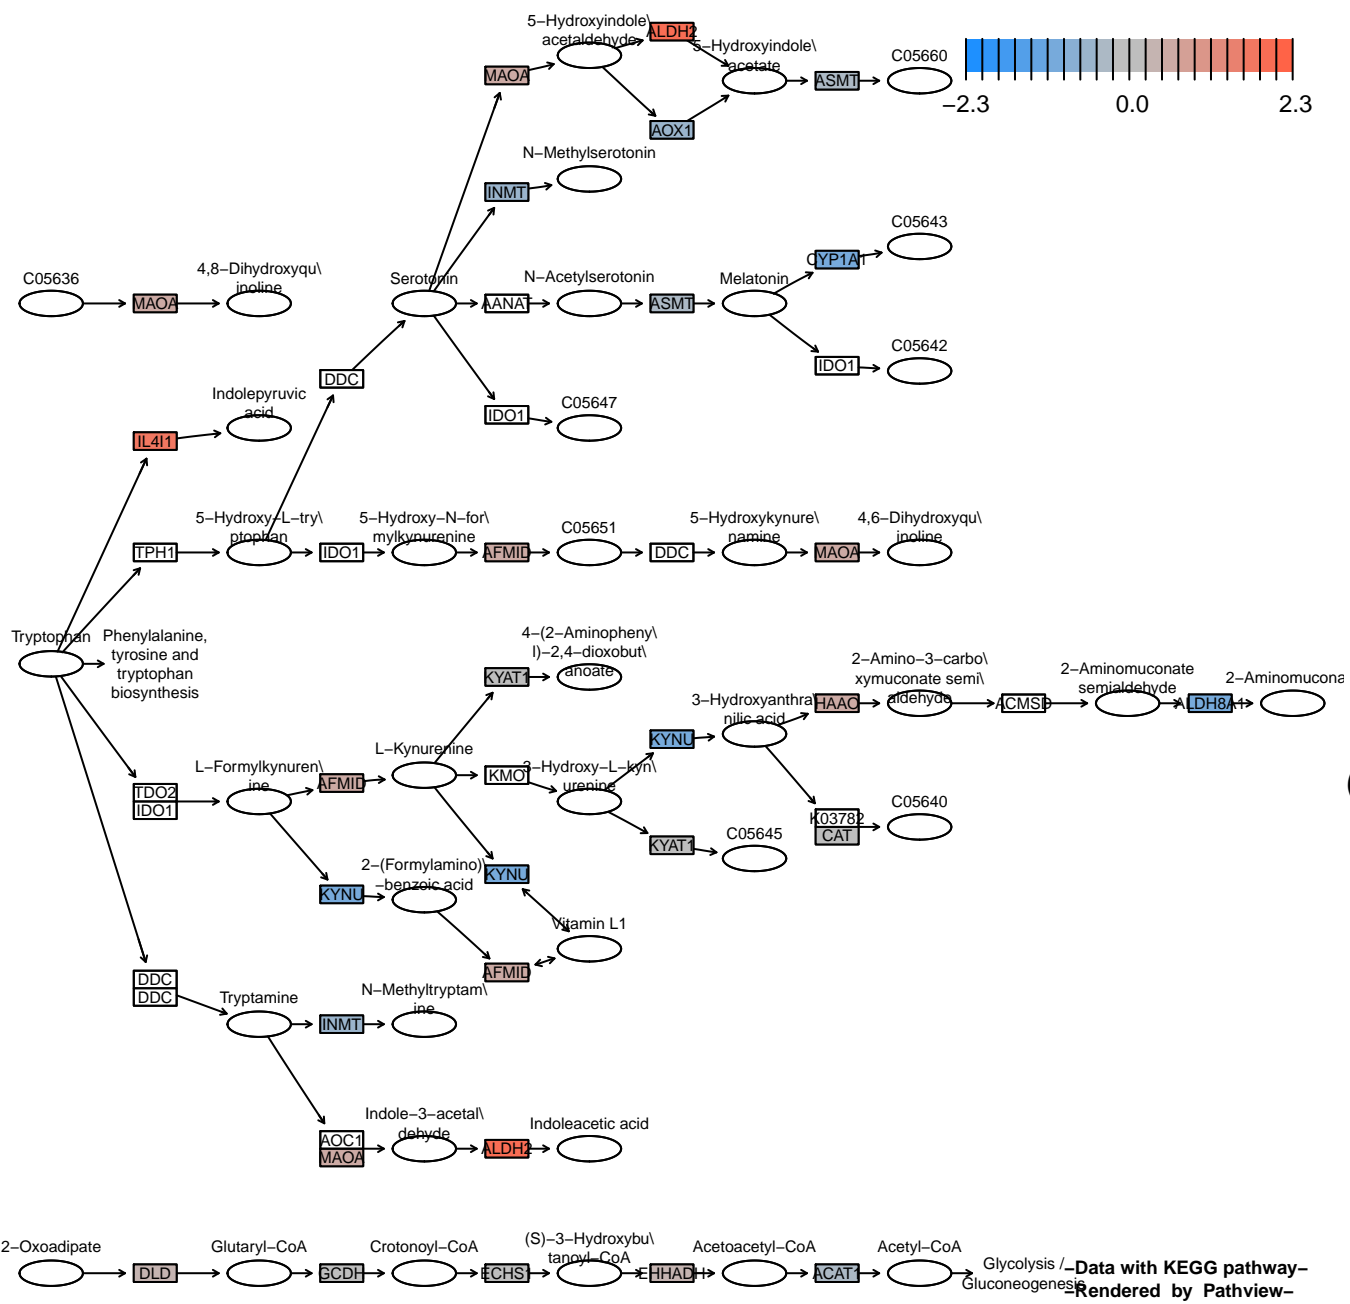 5−Hydroxyindole\
acetaldehyde
ALDH2
5−Hydroxyindole\
acetate
C05660
MAOA
ASMT
AOX1
−2.3
0.0
2.3
N−Methylserotonin
INMT
C05643
CYP1A1
C05636
4,8−Dihydroxyqu\
inoline
MAOA
Serotonin
AANAT
N−Acetylserotonin
ASMT
Melatonin
C05642
IDO1
DDC
Indolepyruvic
acid
IL4I1
IDO1
C05647
TPH1
5−Hydroxy−L−try\
ptophan
IDO1
5−Hydroxy−N−for\
mylkynurenine
AFMID
C05651
DDC
5−Hydroxykynure\
namine
MAOA
4,6−Dihydroxyqu\
inoline
Tryptophan
Phenylalanine,
tyrosine and
tryptophan
biosynthesis
4−(2−Aminopheny\
l)−2,4−dioxobut\
anoate
KYAT1
2−Amino−3−carbo\
xymuconate semi\
aldehyde
2−Aminomuconate
semialdehyde
2−Aminomucona
3−Hydroxyanthra\
nilic acid
HAAO
ACMSD
ALDH8A1
KYNU
L−Kynurenine
L−Formylkynuren\
ine
AFMID
KMO
3−Hydroxy−L−kyn\
urenine
TDO2
IDO1
C05640
K03782
CAT
KYAT1
C05645
2−(Formylamino)\
−benzoic acid
KYNU
KYNU
Vitamin L1
AFMID
DDC
DDC
Tryptamine
INMT
N−Methyltryptam\
ine
AOC1
MAOA
Indole−3−acetal\
dehyde
ALDH2
Indoleacetic acid
2−Oxoadipate
DLD
Glutaryl−CoA
GCDH
Crotonoyl−CoA
ECHS1
(S)−3−Hydroxybu\
tanoyl−CoA
EHHADH
Acetoacetyl−CoA
ACAT1
Acetyl−CoA
Glycolysis /
Gluconeogenesis
−Data with KEGG pathway−
−Rendered by Pathview−